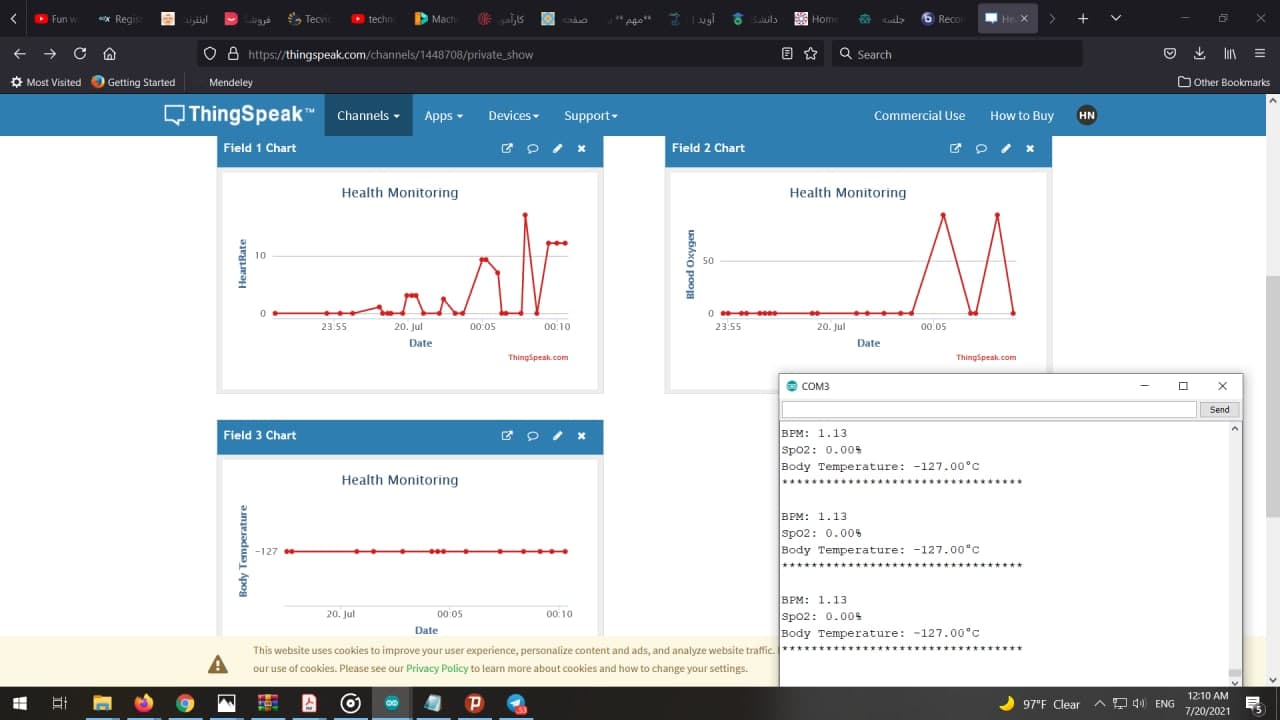 Fun w
Regis
اینترنت
فروشگ
Tecvi
techn
Mach
کارآمو
صفحه
**مهم**
آوید |
دانشگ
Home
جلسه
Reco
He
https://thingspeak.com/channels/1448708/private_show
Search
Most Visited
Getting Started
Mendeley
Other Bookmarks
ThingSpeak™
Channels
Apps
Devices
Support
Commercial Use
How to Buy
HN
Field 1 Chart
Health Monitoring
HeartRate
10
0
23:55
20. Jul
00:05
00:10
Date
ThingSpeak.com
Field 2 Chart
Health Monitoring
Blood Oxygen
50
0
23:55
20. Jul
00:05
Date
ThingSpeak.com
Field 3 Chart
Health Monitoring
Body Temperature
-127
20. Jul
00:05
00:10
Date
COM3
Send
BPM: 1.13
SpO2: 0.00%
Body Temperature: -127.00°C
*********************************
BPM: 1.13
SpO2: 0.00%
Body Temperature: -127.00°C
*********************************
BPM: 1.13
SpO2: 0.00%
Body Temperature: -127.00°C
*********************************
This website uses cookies to improve your user experience, personalize content and ads, and analyze website traffic.
our use of cookies. Please see our Privacy Policy to learn more about cookies and how to change your settings.
97°F Clear
ENG
12:10 AM
7/20/2021
5